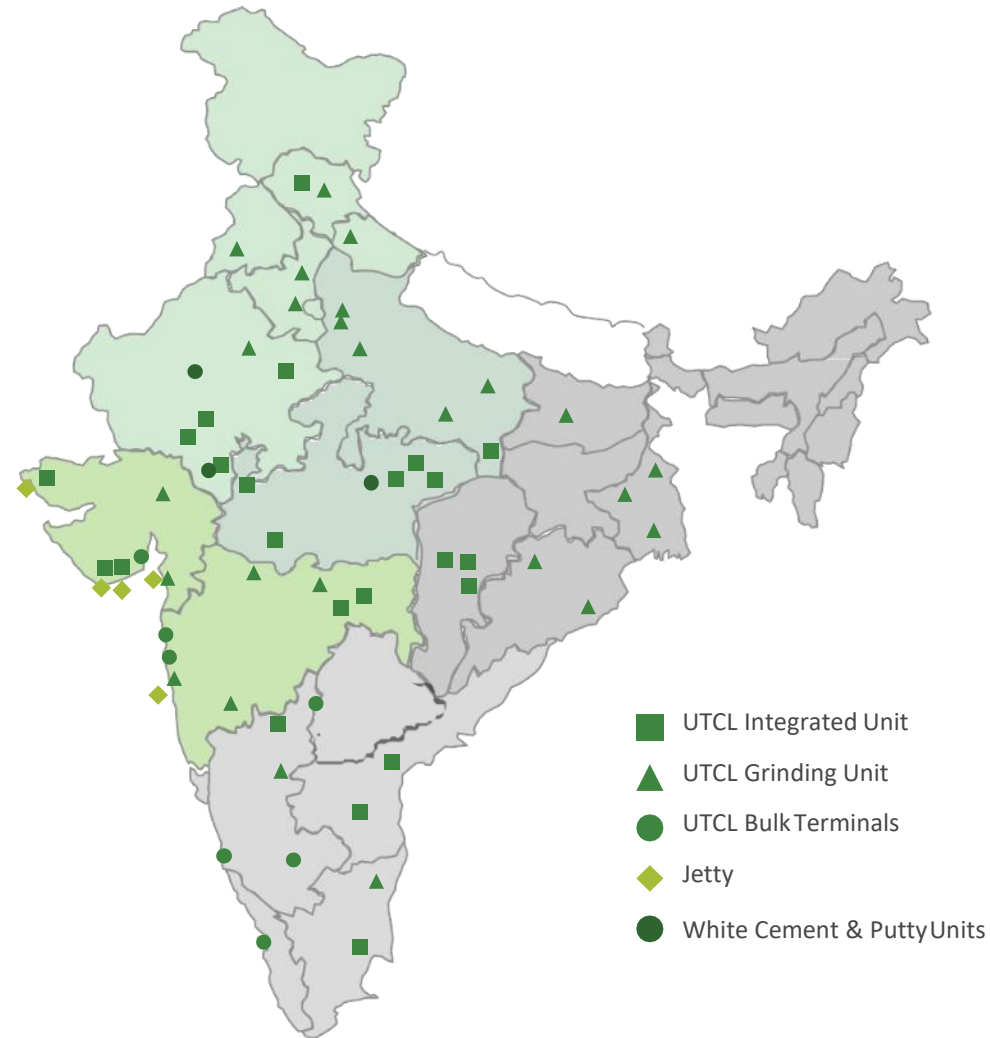 UTCL Integrated Unit
UTCL Grinding Unit
UTCL Bulk Terminals
Jetty
White Cement & Putty Units